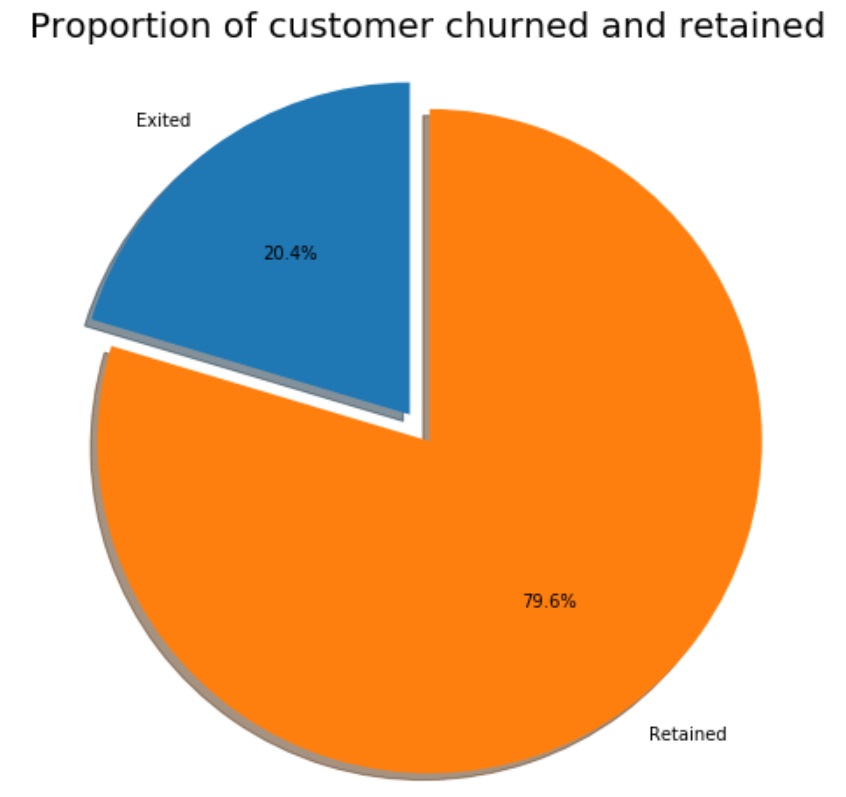 Proportion of customer churned and retained
Exited
20.4%
79.6%
Retained